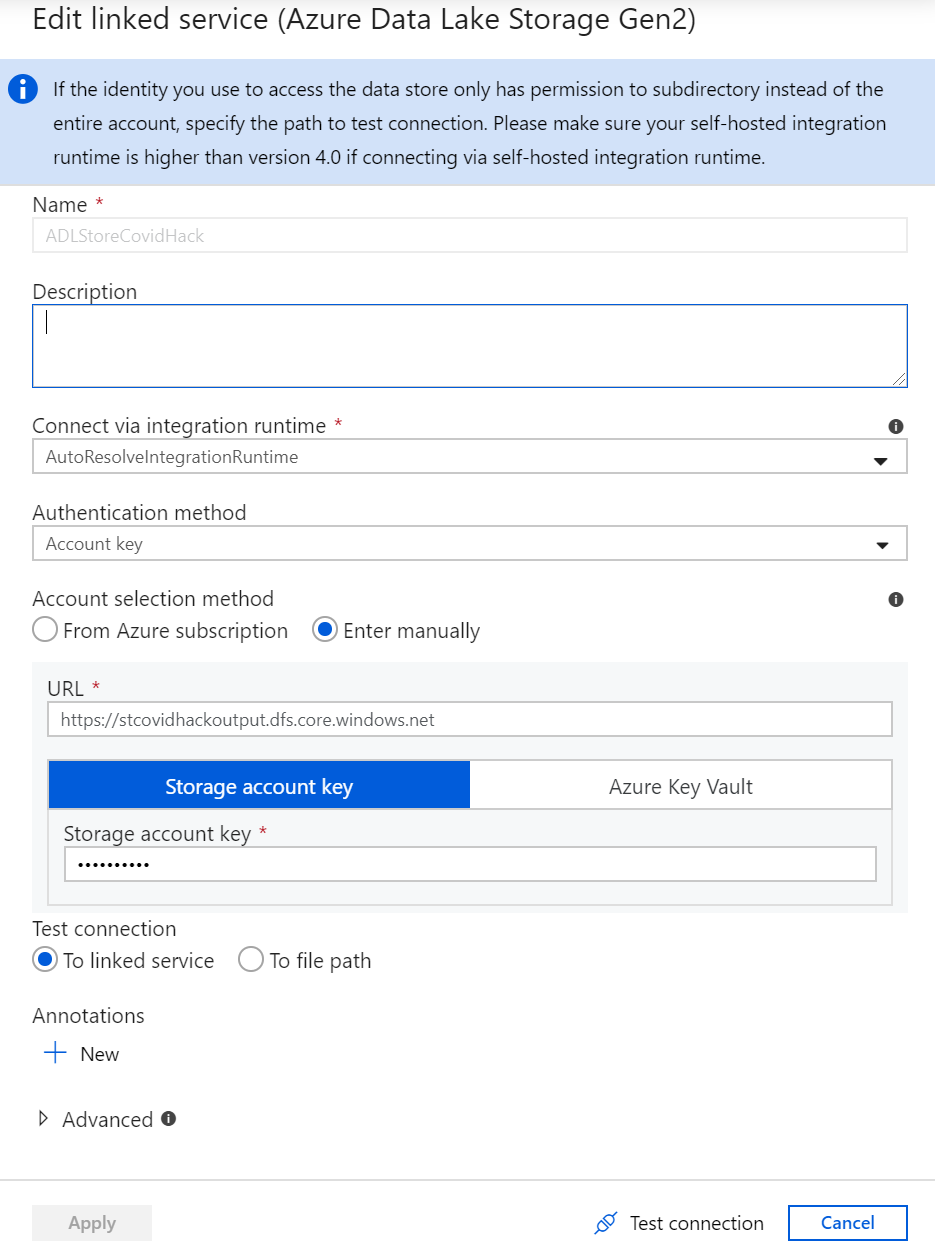 Edit linked service (Azure Data Lake Storage Gen2)
If the identity you use to access the data store only has permission to subdirectory instead of the
entire account, specify the path to test connection. Please make sure your self-hosted integration
runtime is higher than version 4.0 if connecting via self-hosted integration runtime.
Name *
ADLStoreCovidHack
Description
Connect via integration runtime *
AutoResolveIntegrationRuntime
Authentication method
Account key
Account selection method
From Azure subscription Enter manually
URL *
https://stcovidhackoutput.dfs.core.windows.net
Storage account key Azure Key Vault
Storage account key *
••••••••••
Test connection
To linked service To file path
Annotations
New
Advanced
Apply Test connection Cancel